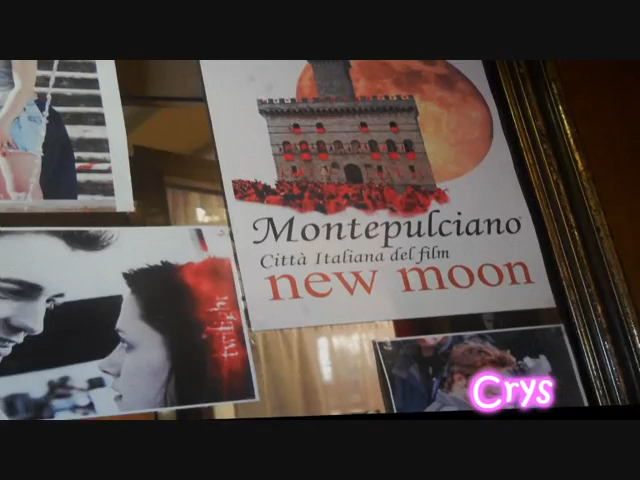 Montepulciano
Città Italiana del film
new moon
twilight
Crys